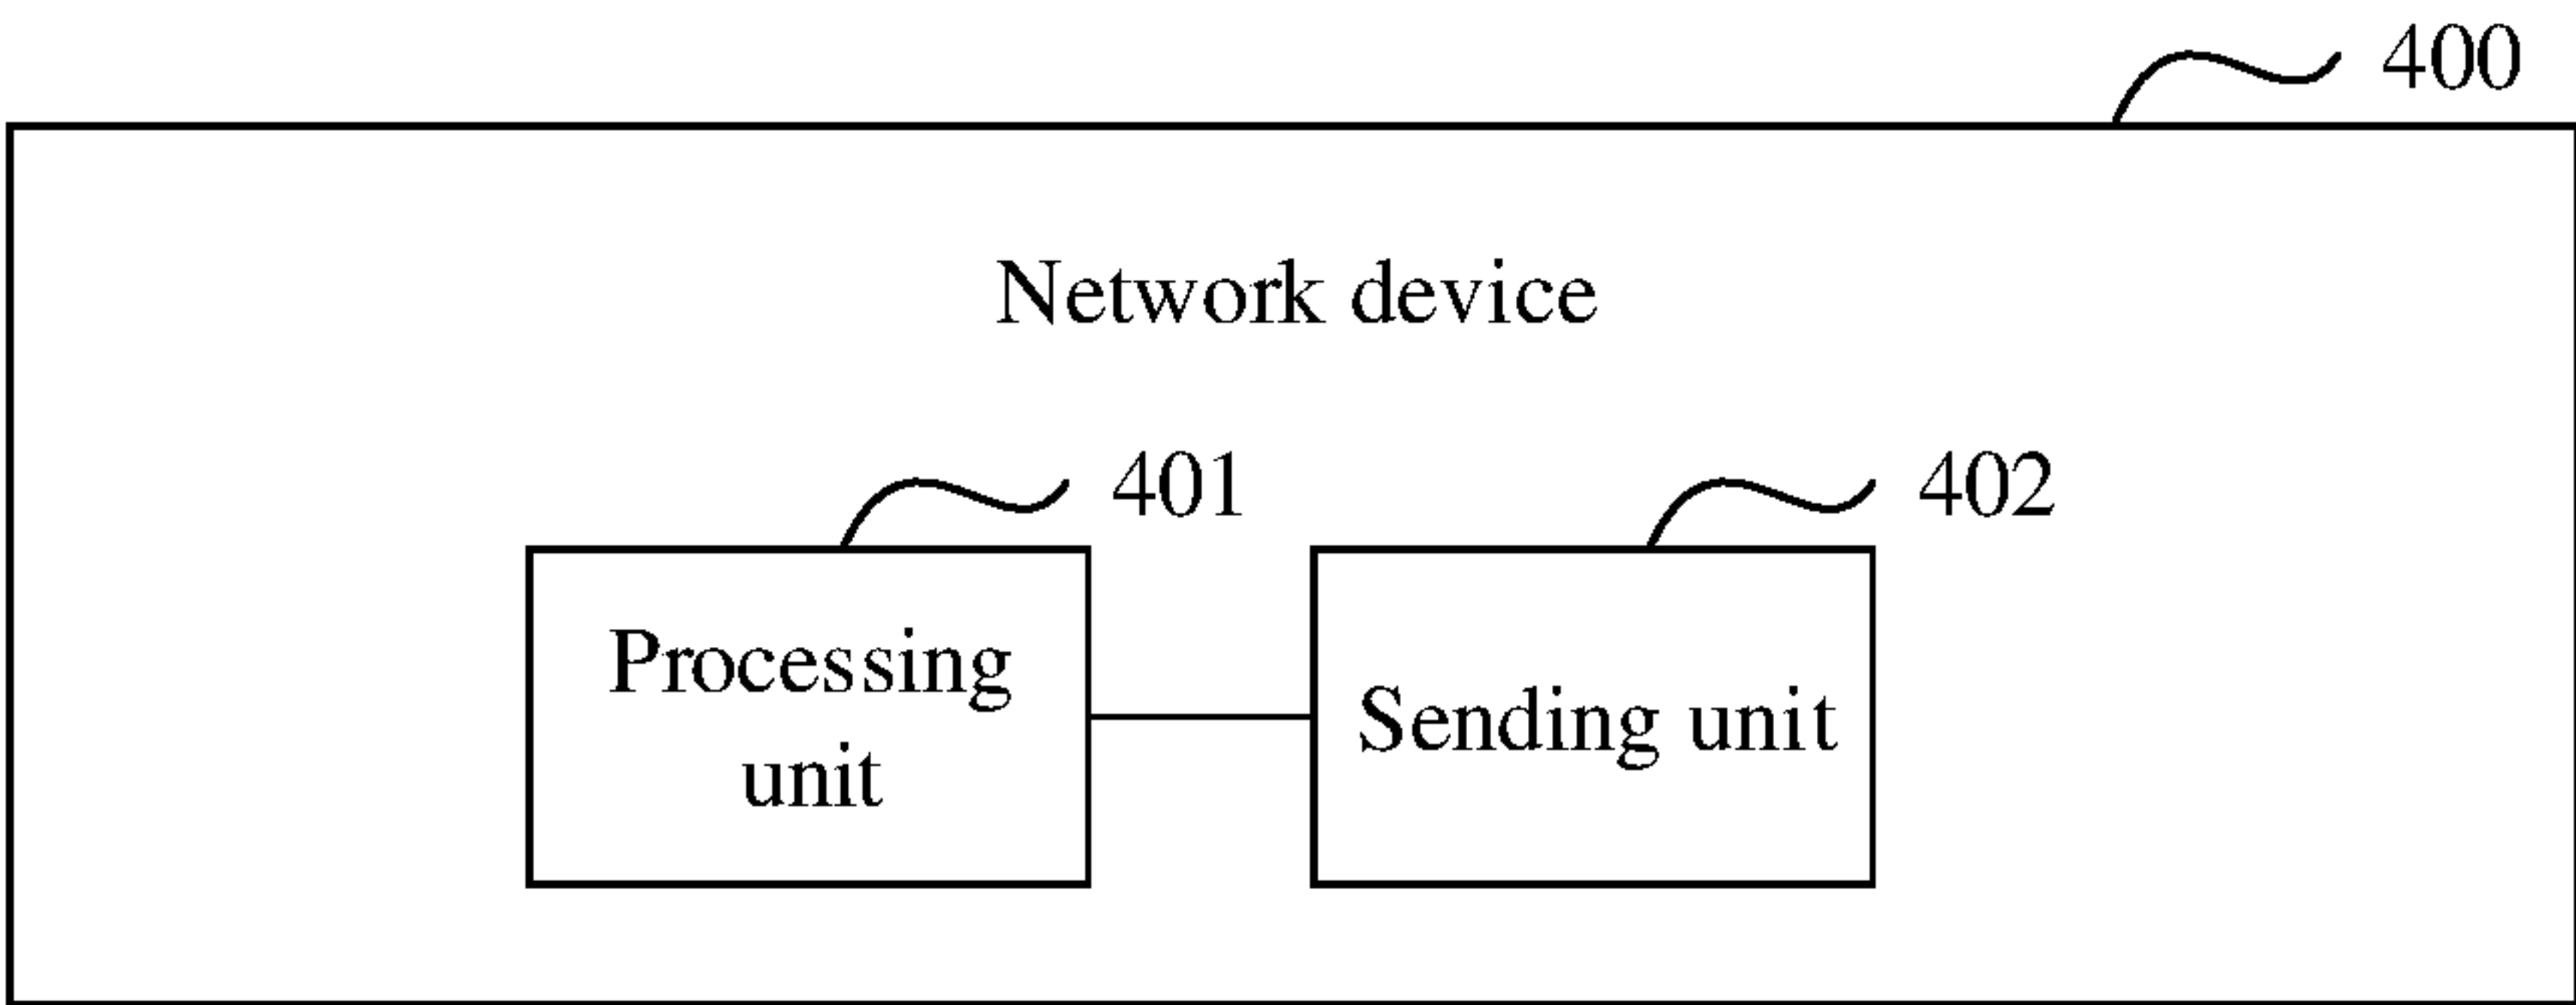 400
Network device
401
402
Processing
unit
Sending unit